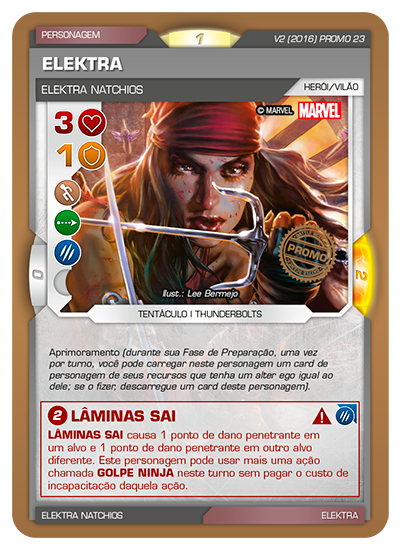 PERSONAGEM
1
V2 (2016) PROMO 23
ELEKTRA
ELEKTRA NATCHIOS
HERÓI/VILÃO
© MARVEL MARVEL
3
1
PROMO
0
2
Ilust.: Lee Bermejo
TENTÁCULO | THUNDERBOLTS
Aprimoramento (durante sua Fase de Preparação, uma vez
por turno, você pode carregar neste personagem um card de
personagem de seus recursos que tenha um alter ego igual ao
dele; se o fizer, descarregue um card deste personagem).
2 LÂMINAS SAI
LÂMINAS SAI causa 1 ponto de dano penetrante em
um alvo e 1 ponto de dano penetrante em outro alvo
diferente. Este personagem pode usar mais uma ação
chamada GOLPE NINJA neste turno sem pagar o custo de
incapacitação daquela ação.
ELEKTRA NATCHIOS
ELEKTRA